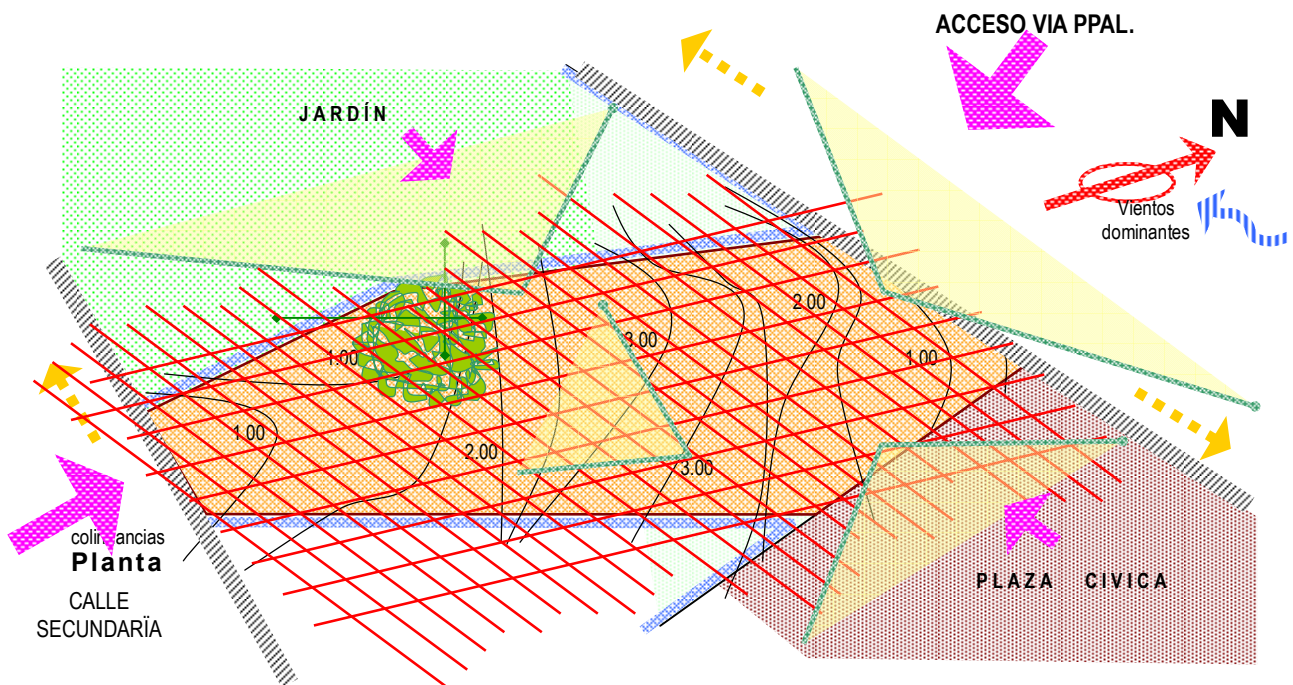 ACCESO VIA PPAL.
JARDÍN
N
Vientos
dominantes
2.00
3.00
1.00
1.00
1.00
2.00
3.00
colindancias
Planta
CALLE
SECUNDARÏA
PLAZA CIVICA